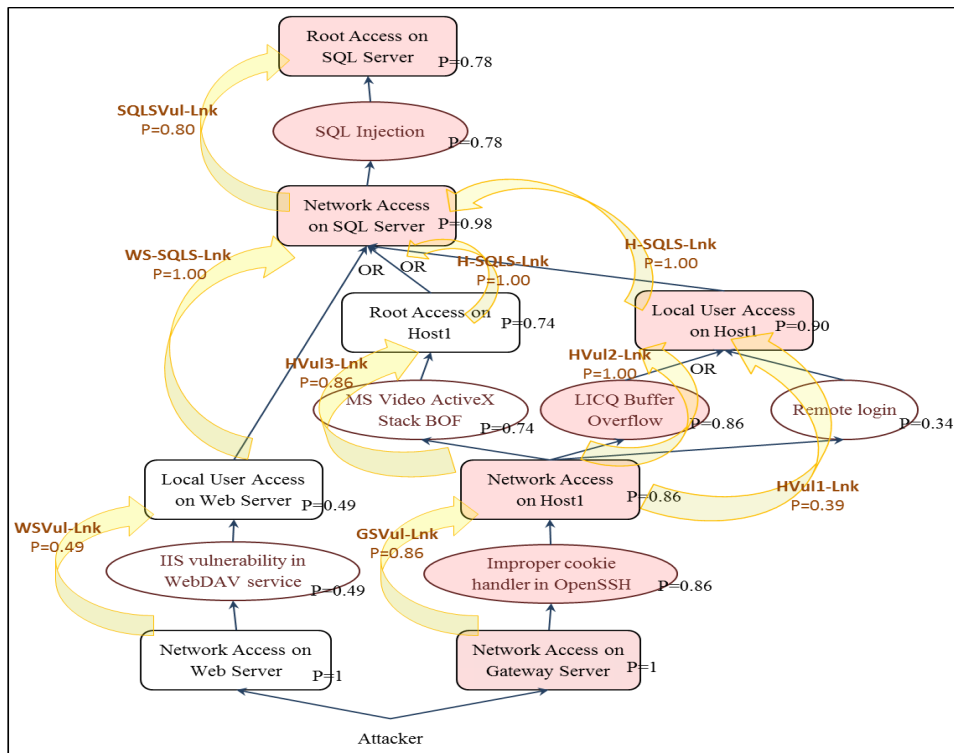 Root Access on
SQL Server
P=0.78
SQLSVul-Lnk
P=0.80
SQL Injection
P=0.78
Network Access
on SQL Server
P=0.98
WS-SQLS-Lnk
P=1.00
OR
OR
H-SQLS-Lnk
P=1.00
H-SQLS-Lnk
P=1.00
Root Access on
Host1
P=0.74
Local User Access
on Host1
P=0.90
HVul3-Lnk
P=0.86
HVul2-Lnk
P=1.00
OR
MS Video ActiveX
Stack BOF
P=0.74
LICQ Buffer
Overflow
P=0.86
Remote login
P=0.34
Local User Access
on Web Server
P=0.49
Network Access
on Host1
P=0.86
HVul1-Lnk
P=0.39
WSVul-Lnk
P=0.49
GSVul-Lnk
P=0.86
IIS vulnerability in
WebDAV service
P=0.49
Improper cookie
handler in OpenSSH
P=0.86
Network Access on
Web Server
P=1
Network Access on
Gateway Server
P=1
Attacker